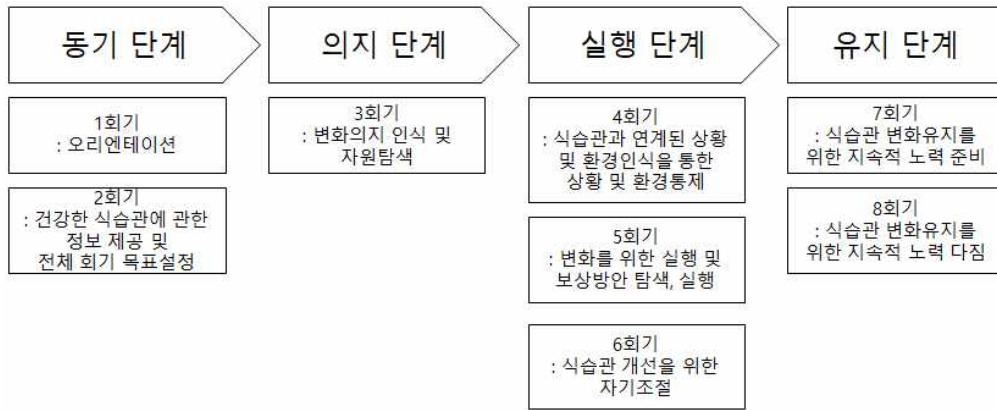 동기 단계
의지 단계
실행 단계
유지 단계
1회기
: 오리엔테이션
2회기
: 건강한 식습관에 관한
정보 제공 및
전체 회기 목표설정
3회기
: 변화의지 인식 및
자원탐색
4회기
: 식습관과 연계된 상황
및 환경인식을 통한
상황 및 환경통제
5회기
: 변화를 위한 실행 및
보상방안 탐색, 실행
6회기
: 식습관 개선을 위한
자기조절
7회기
: 식습관 변화유지를
위한 지속적 노력 준비
8회기
: 식습관 변화유지를
위한 지속적 노력 다짐